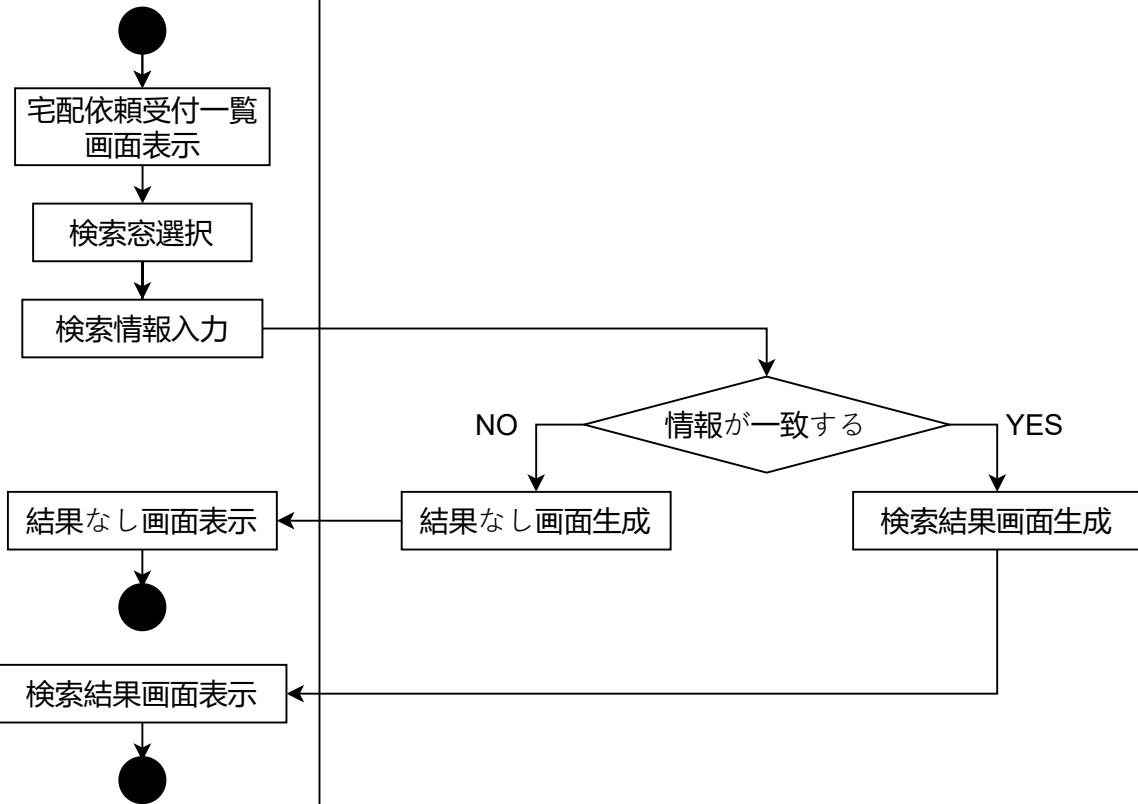 宅配依頼受付一覧
画面表示
検索窓選択
検索情報入力
情報が一致する
NO
YES
結果なし画面表示
結果なし画面生成
検索結果画面生成
検索結果画面表示